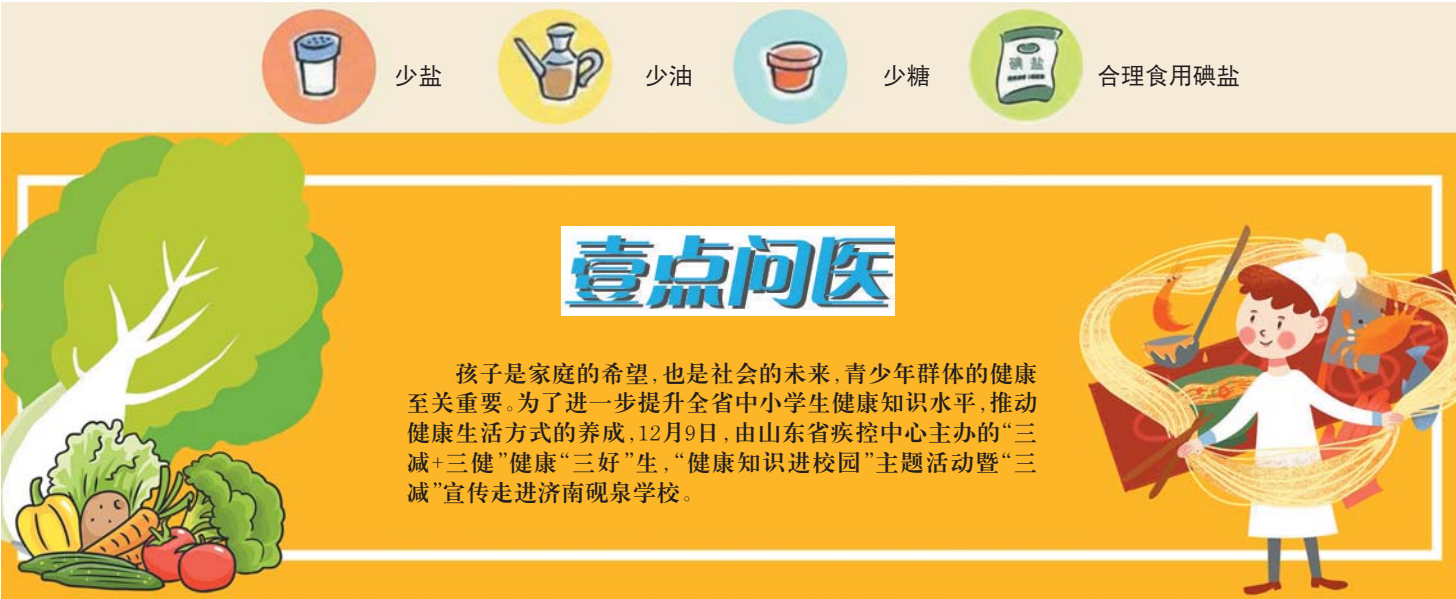 少盐
少油
少糖
碘盐
合理食用碘盐
壹点问医
孩子是家庭的希望,也是社会的未来,青少年群体的健康
至关重要。为了进一步提升全省中小学生健康知识水平,推动
健康生活方式的养成,12月9日,由山东省疾控中心主办的“三
减+三健”健康“三好”生,“健康知识进校园”主题活动暨“三
减”宣传走进济南砚泉学校。